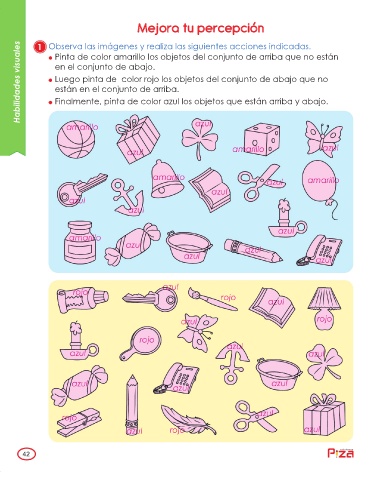 Habilidades visuales
Mejora tu percepción
1 Observa las imágenes y realiza las siguientes acciones indicadas.
• Pinta de color amarillo los objetos del conjunto de arriba que no están
en el conjunto de abajo.
• Luego pinta de color rojo los objetos del conjunto de abajo que no
están en el conjunto de arriba.
• Finalmente, pinta de color azul los objetos que están arriba y abajo.
amarillo
azul
azul
amarillo
azul
amarillo
azul
azul
amarillo
azul
azul
azul
amarillo
azul
azul
azul
azul
rojo
azul
rojo
azul
rojo
azul
azul
rojo
azul
azul
azul
azul
azul
rojo
azul
rojo
azul
azul
42
Piza